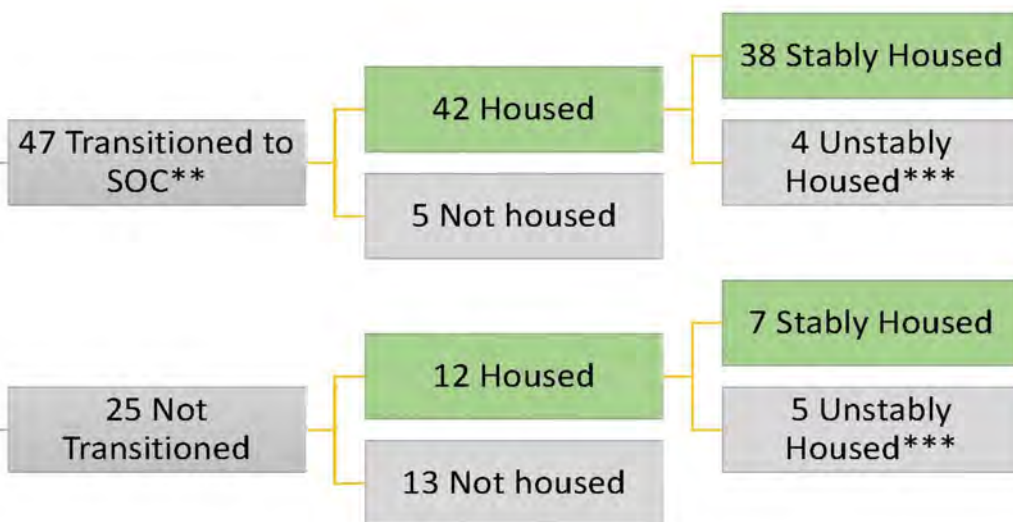 47 Transitioned to
SOC**
42 Housed
5 Not housed
38 Stably Housed
4 Unstably
Housed***
25 Not
Transitioned
12 Housed
13 Not housed
7 Stably Housed
5 Unstably
Housed***